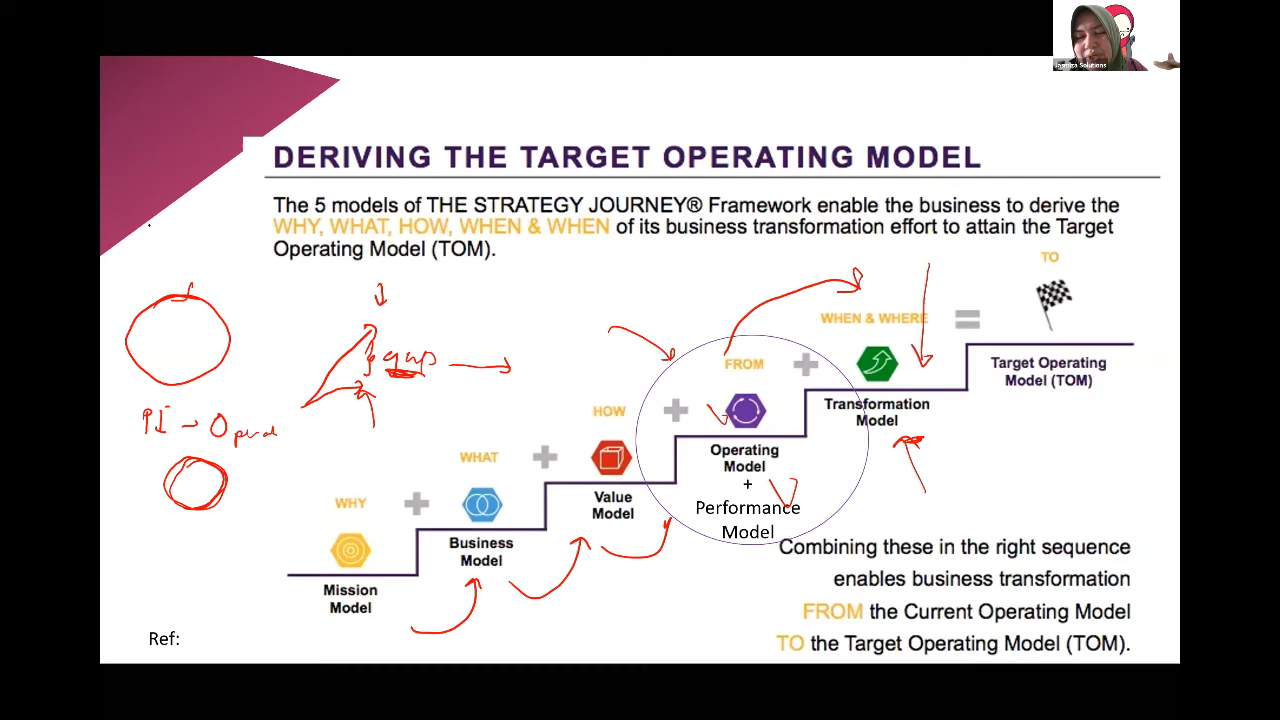 Jasmiza Solutions
DERIVING THE TARGET OPERATING MODEL
The 5 models of THE STRATEGY JOURNEY® Framework enable the business to derive the
WHY, WHAT, HOW, WHEN & WHEN of its business transformation effort to attain the Target
Operating Model (TOM).
TO
WHEN & WHERE
=
Target Operating
Model (TOM)
FROM
+
Transformation
Model
gap
HOW
+
Operating
Model
+
Performance
Model
WHAT
+
Value
Model
WHY
+
Business
Model
Mission
Model
Combining these in the right sequence
enables business transformation
FROM the Current Operating Model
TO the Target Operating Model (TOM).
Ref: